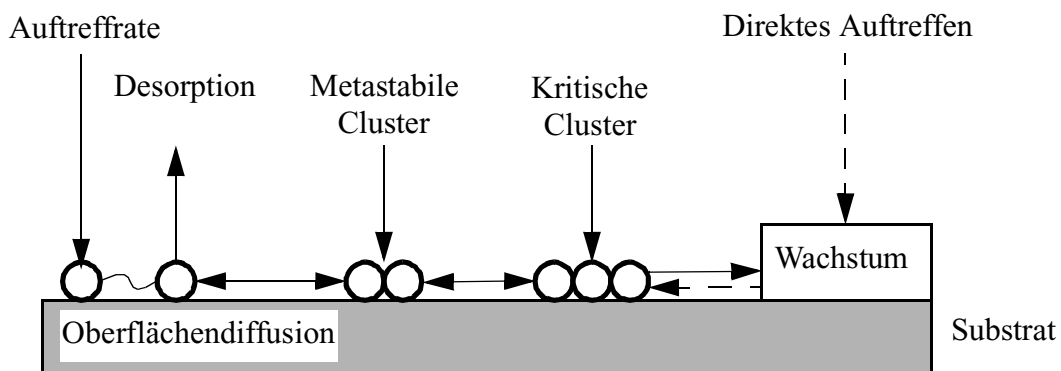 Auftreffrate
Direktes Auftreffen
Desorption
Metastabile
Cluster
Kritische
Cluster
Wachstum
Oberflächendiffusion
Substrat